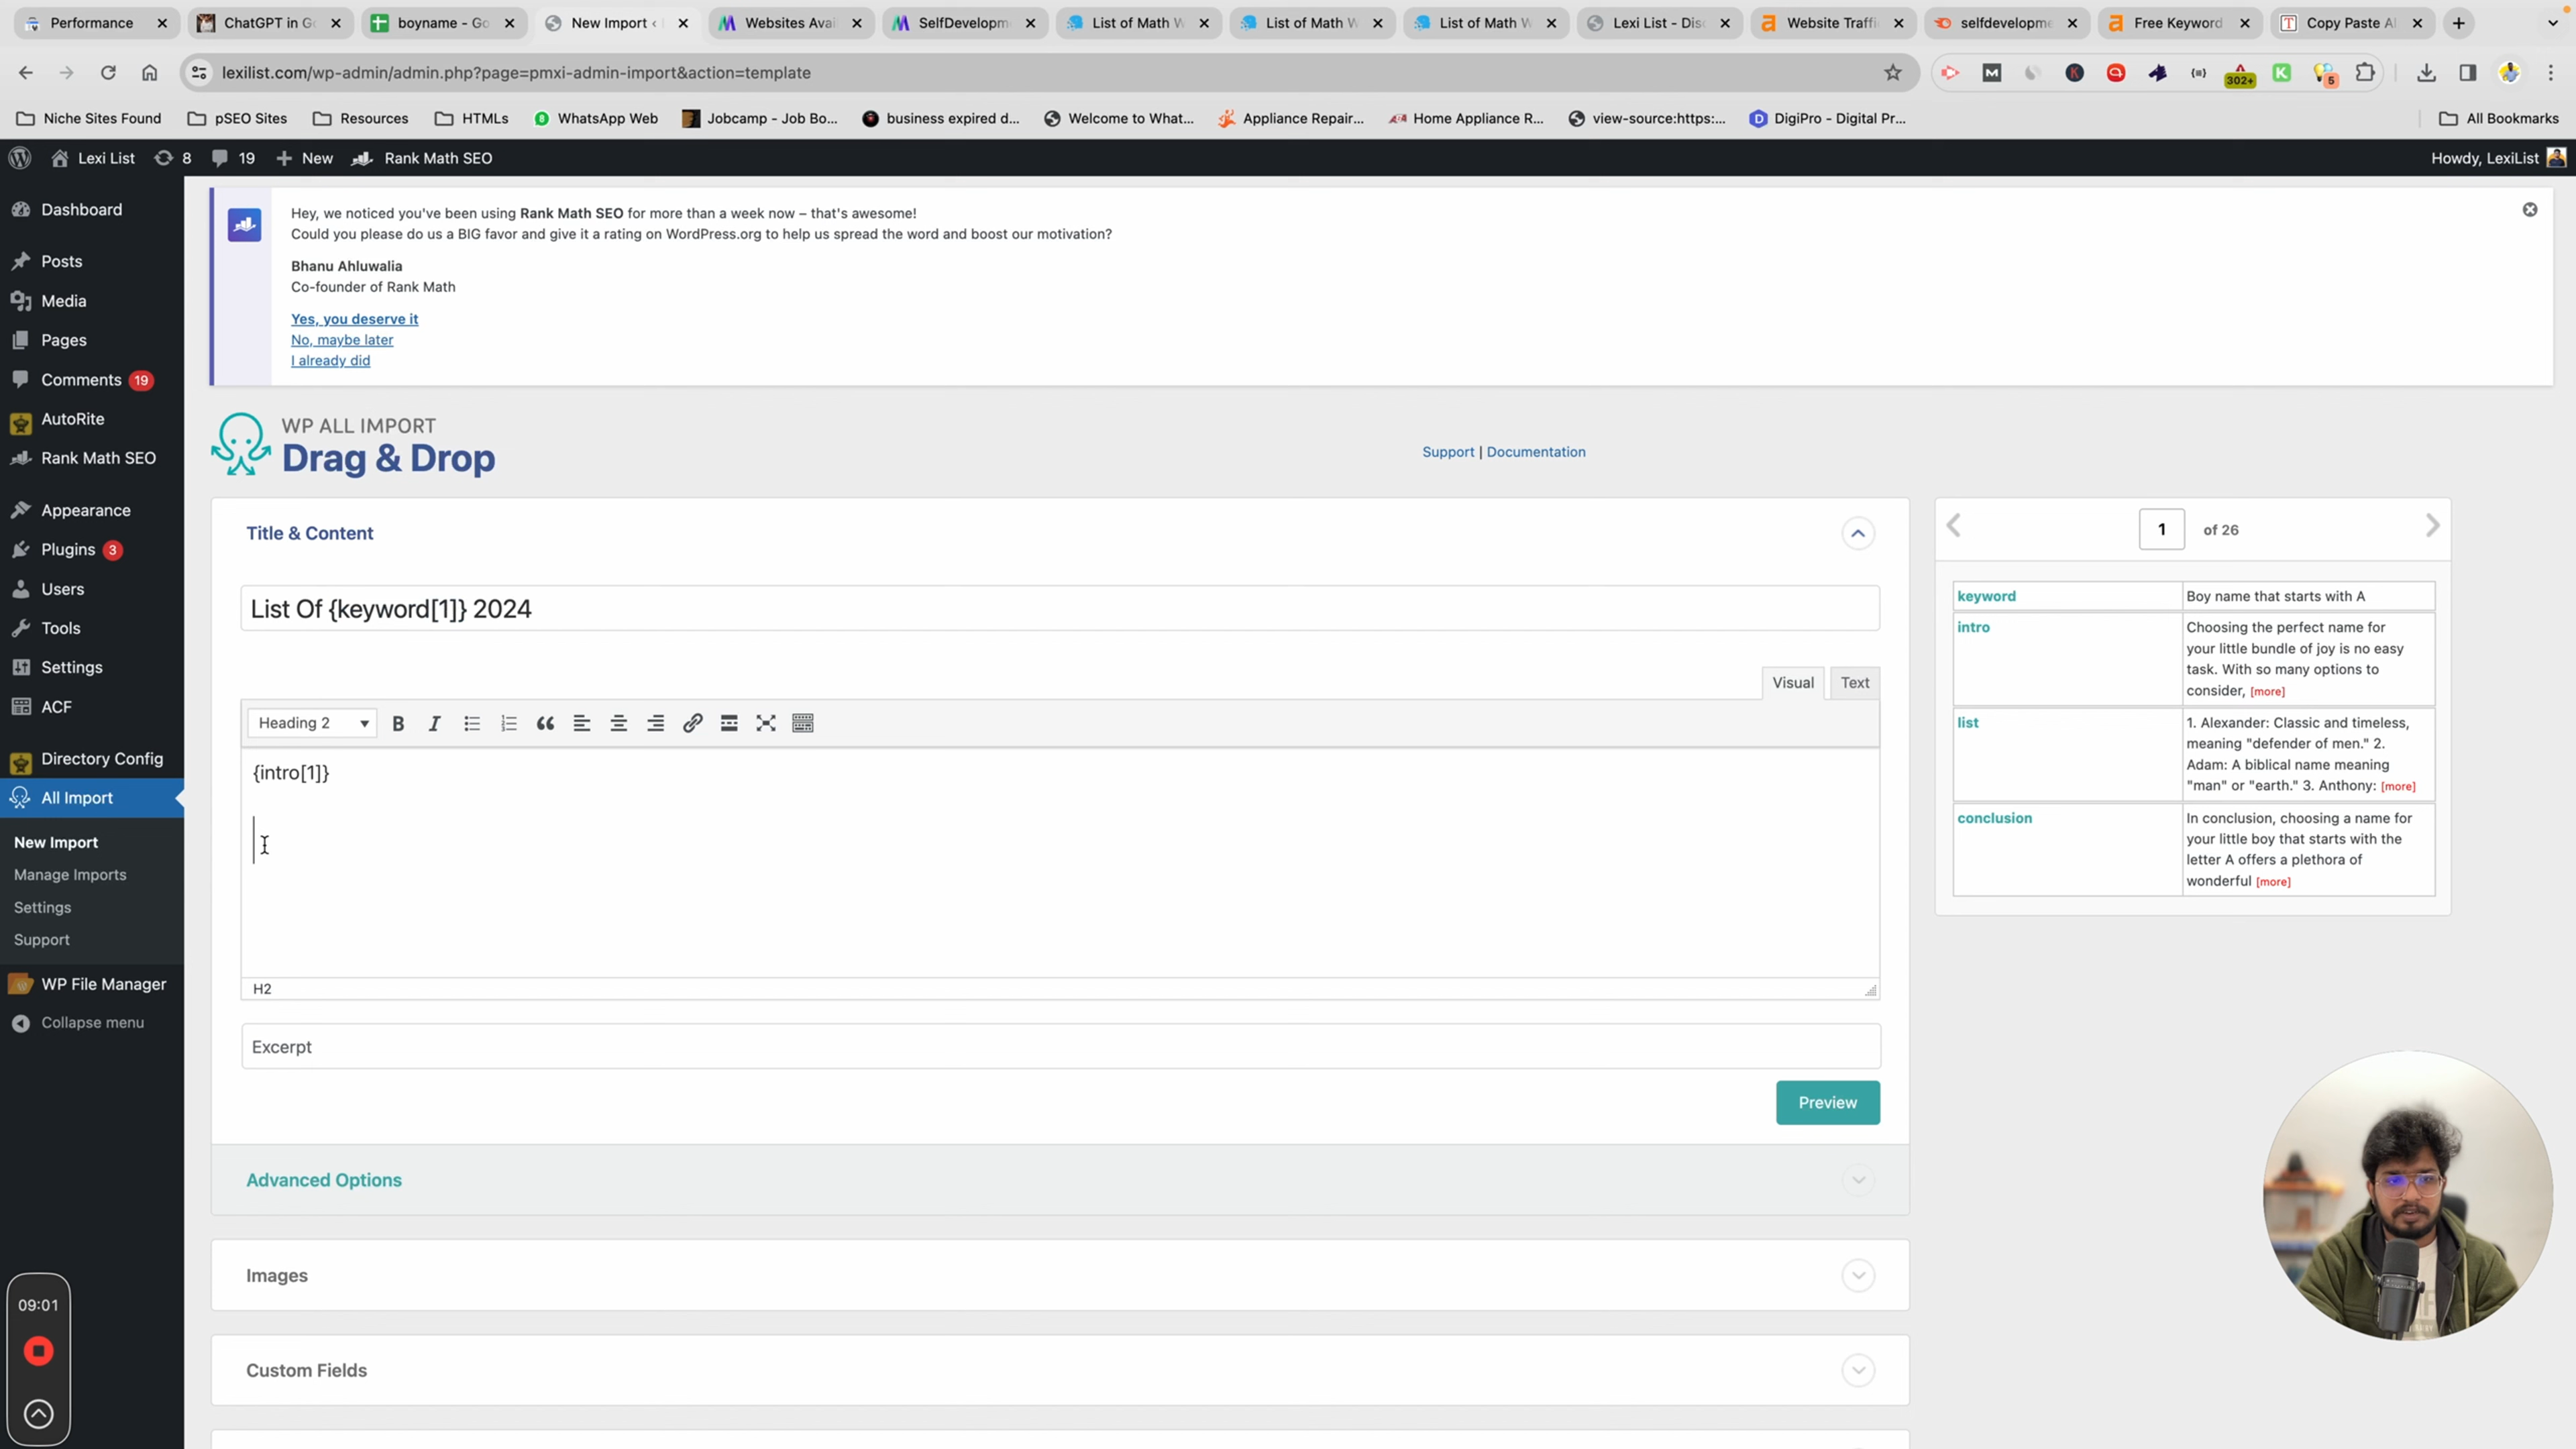 Performance
ChatGPT in Go
boyname - Go
New Import ‹
Websites Avai
SelfDevelopm
List of Math W
List of Math W
List of Math W
Lexi List - Disc
Website Traffi
selfdevelopme
Free Keyword
Copy Paste AI
lexilist.com/wp-admin/admin.php?page=pmxi-admin-import&action=template
302+
5
Niche Sites Found
pSEO Sites
Resources
HTMLs
WhatsApp Web
Jobcamp - Job Bo...
business expired d...
Welcome to What...
Appliance Repair...
Home Appliance R...
view-source:https:...
DigiPro - Digital Pr...
All Bookmarks
Lexi List
8
19
New
Rank Math SEO
Howdy, LexiList
Dashboard
Posts
Media
Pages
Comments 19
AutoRite
Rank Math SEO
Appearance
Plugins 3
Users
Tools
Settings
ACF
Directory Config
All Import
New Import
Manage Imports
Settings
Support
WP File Manager
Collapse menu
09:01
Hey, we noticed you've been using Rank Math SEO for more than a week now – that's awesome!
Could you please do us a BIG favor and give it a rating on WordPress.org to help us spread the word and boost our motivation?
Bhanu Ahluwalia
Co-founder of Rank Math
Yes, you deserve it
No, maybe later
I already did
WP ALL IMPORT
Drag & Drop
Support | Documentation
Title & Content
List Of {keyword[1]} 2024
Visual
Text
Heading 2
{intro[1]}
H2
Excerpt
Preview
Advanced Options
Images
Custom Fields
1 of 26
keyword
Boy name that starts with A
intro
Choosing the perfect name for
your little bundle of joy is no easy
task. With so many options to
consider, [more]
list
1. Alexander: Classic and timeless,
meaning "defender of men." 2.
Adam: A biblical name meaning
"man" or "earth." 3. Anthony: [more]
conclusion
In conclusion, choosing a name for
your little boy that starts with the
letter A offers a plethora of
wonderful [more]